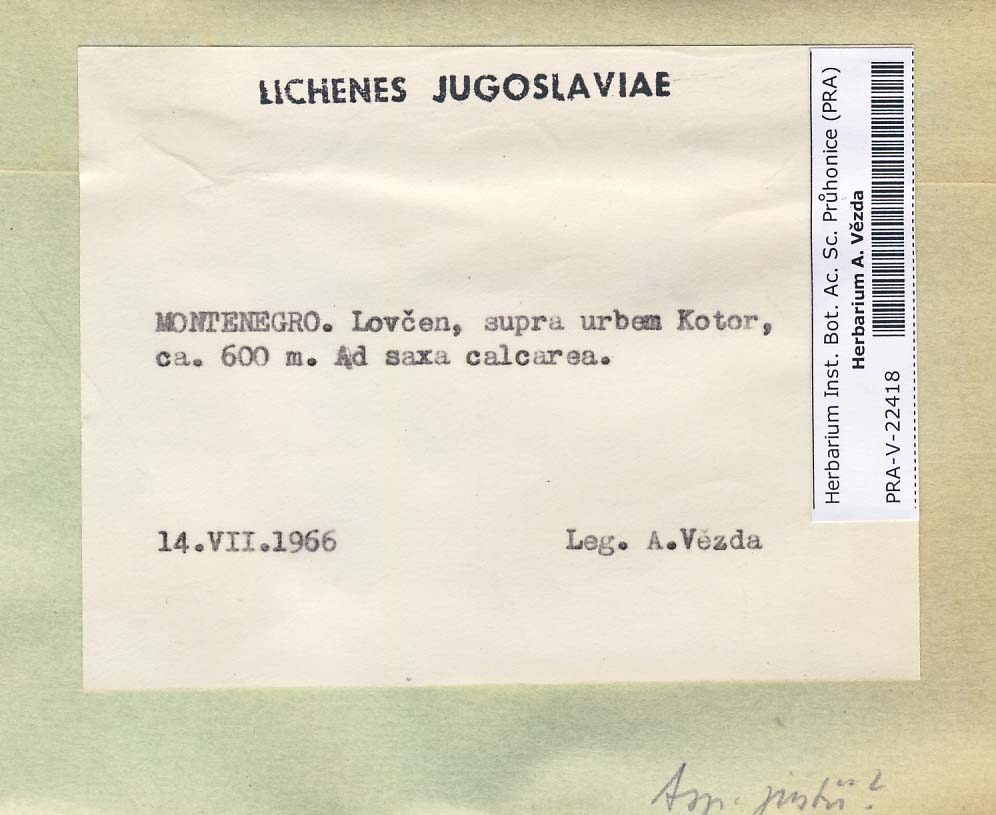 LICHENES JUGOSLAVIAE
MONTENEGRO. Lovčen, supra urbem Kotor,
ca. 600 m. Ad saxa calcarea.
14.VII.1966 Leg. A.Vězda
Herbarium Inst. Bot. Ac. Sc. Průhonice (PRA)
Herbarium A. Vězda
PRA-V-22418
Asp.